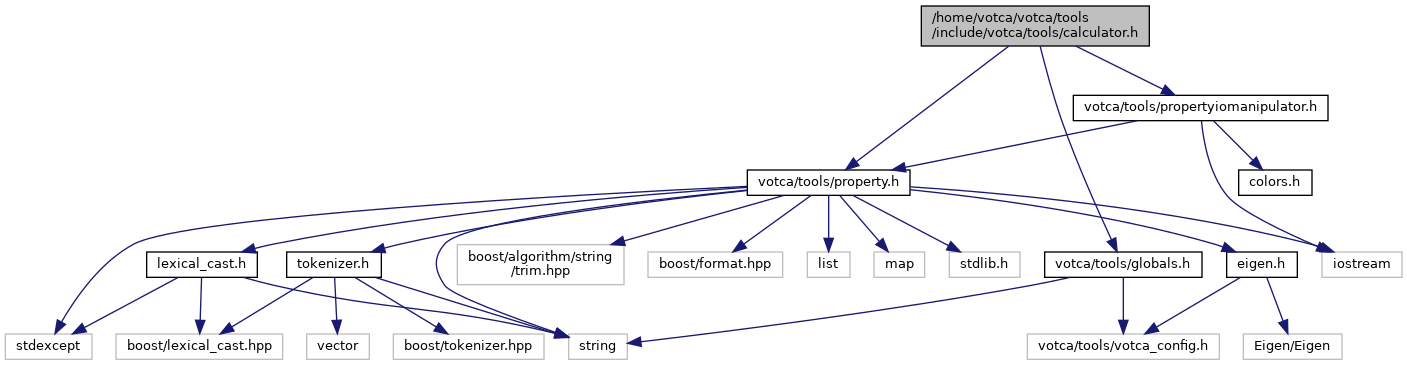 /home/votca/votca/tools
/include/votca/tools/calculator.h
votca/tools/propertyiomanipulator.h
votca/tools/property.h
colors.h
lexical_cast.h
tokenizer.h
boost/algorithm/string
/trim.hpp
boost/format.hpp
list
map
stdlib.h
votca/tools/globals.h
eigen.h
iostream
stdexcept
boost/lexical_cast.hpp
vector
boost/tokenizer.hpp
string
votca/tools/votca_config.h
Eigen/Eigen